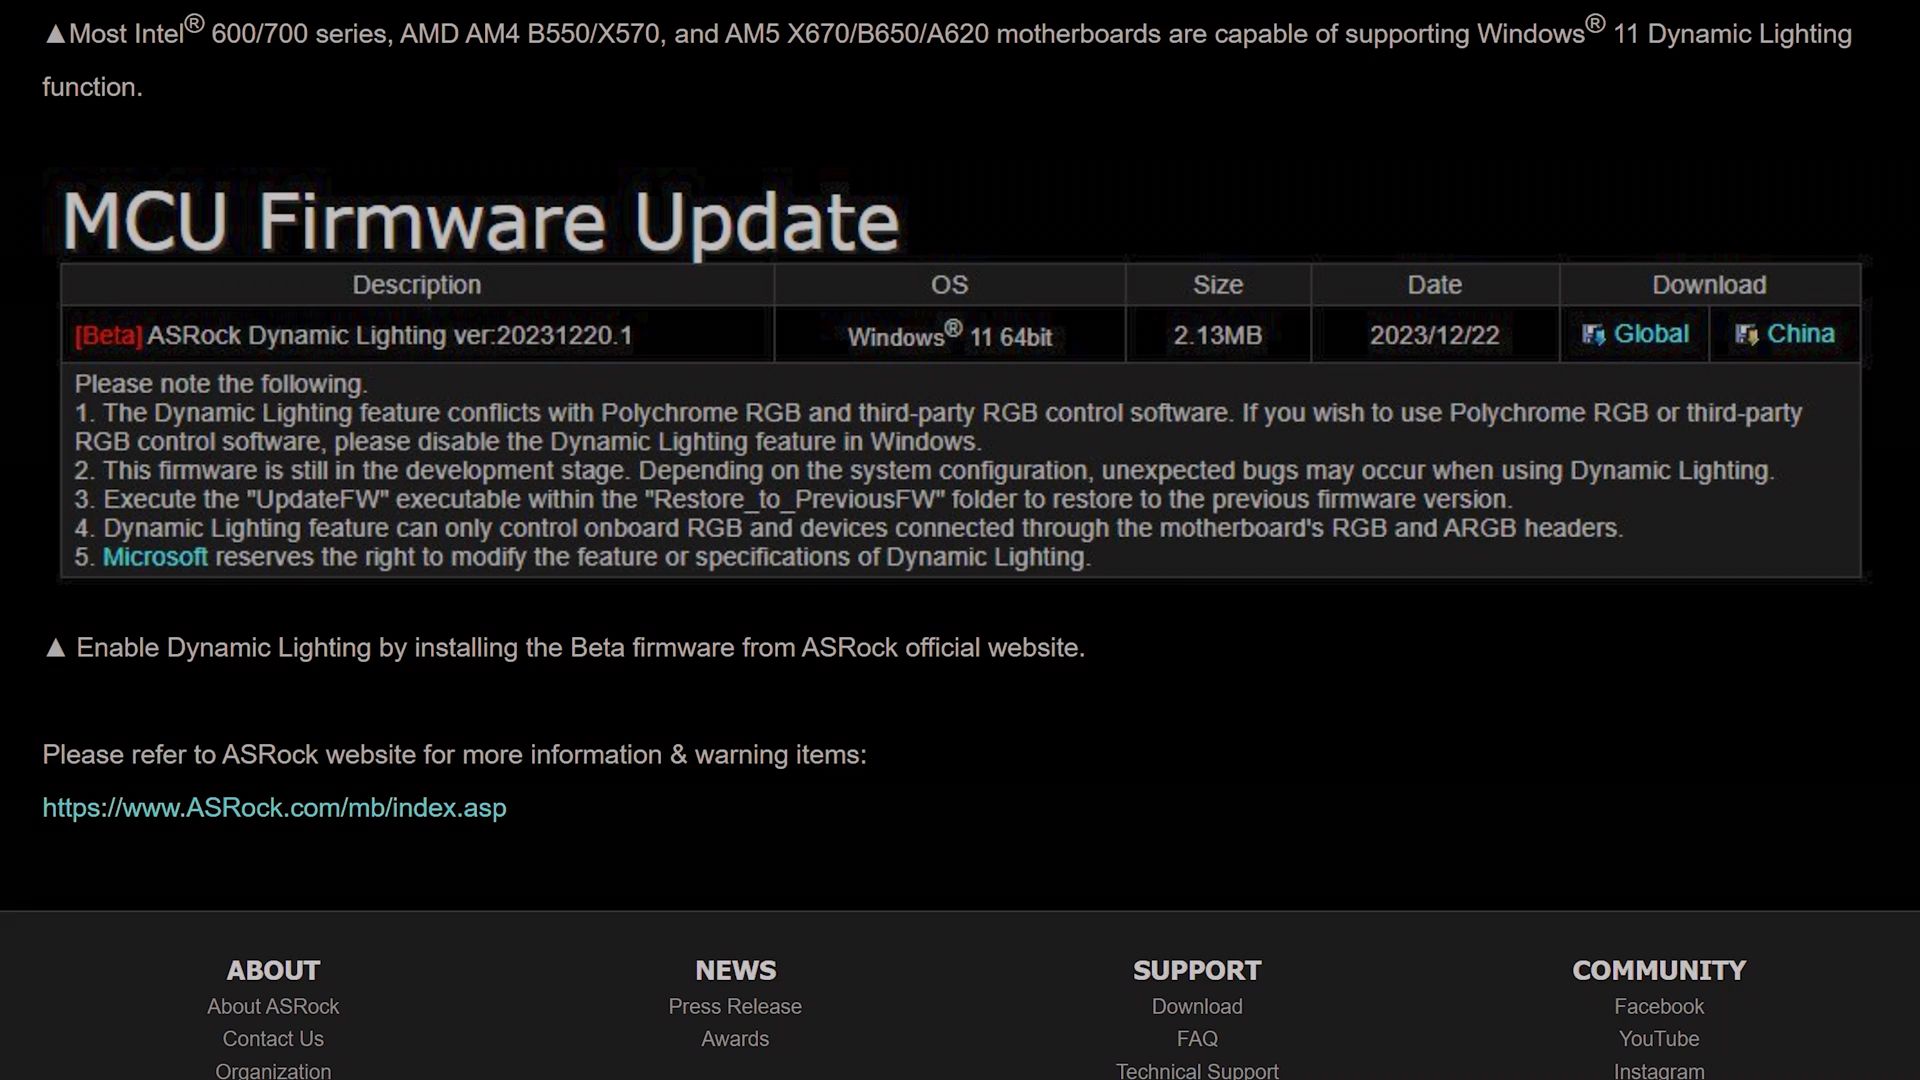 ▲Most Intel® 600/700 series, AMD AM4 B550/X570, and AM5 X670/B650/A620 motherboards are capable of supporting Windows® 11 Dynamic Lighting
function.
MCU Firmware Update
Description OS Size Date Download
[Beta] ASRock Dynamic Lighting ver:20231220.1 Windows® 11 64bit 2.13MB 2023/12/22 Global China
Please note the following.
1. The Dynamic Lighting feature conflicts with Polychrome RGB and third-party RGB control software. If you wish to use Polychrome RGB or third-party
RGB control software, please disable the Dynamic Lighting feature in Windows.
2. This firmware is still in the development stage. Depending on the system configuration, unexpected bugs may occur when using Dynamic Lighting.
3. Execute the "UpdateFW" executable within the "Restore_to_PreviousFW" folder to restore to the previous firmware version.
4. Dynamic Lighting feature can only control onboard RGB and devices connected through the motherboard's RGB and ARGB headers.
5. Microsoft reserves the right to modify the feature or specifications of Dynamic Lighting.
▲ Enable Dynamic Lighting by installing the Beta firmware from ASRock official website.
Please refer to ASRock website for more information & warning items:
https://www.ASRock.com/mb/index.asp
ABOUT NEWS SUPPORT COMMUNITY
About ASRock Press Release Download Facebook
Contact Us Awards FAQ YouTube
Organization Technical Support Instagram